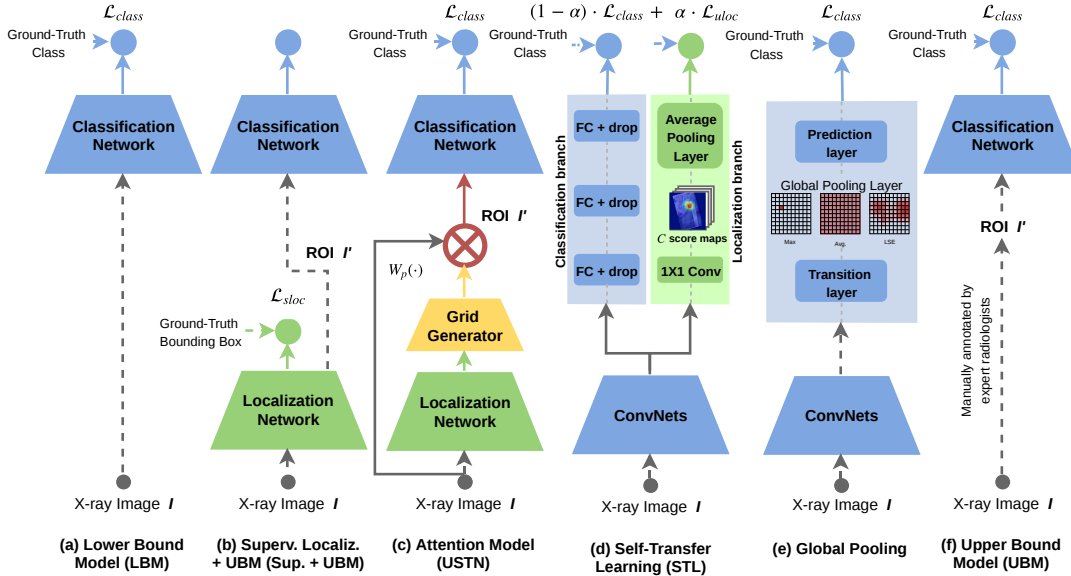 ℒclass
Ground-Truth
Class
Classification
Network
X-ray Image I
(a) Lower Bound
Model (LBM)
Classification
Network
ROI I′
ℒsloc
Ground-Truth
Bounding Box
Localization
Network
X-ray Image I
(b) Superv. Localiz.
+ UBM (Sup. + UBM)
ℒclass
Ground-Truth
Class
Classification
Network
ROI I′
Wp(·)
Grid
Generator
Localization
Network
X-ray Image I
(c) Attention Model
(USTN)
(1 − α) · ℒclass + α · ℒuloc
Ground-Truth
Class
Classification branch
FC + drop
FC + drop
FC + drop
Average
Pooling
Layer
C score maps
1X1 Conv
Localization branch
ConvNets
X-ray Image I
(d) Self-Transfer
Learning (STL)
ℒclass
Ground-Truth
Class
Prediction
layer
Global Pooling Layer
Max
Avg.
LSE
Transition
layer
ConvNets
X-ray Image I
(e) Global Pooling
ℒclass
Ground-Truth
Class
Classification
Network
ROI I′
Manually annotated by
expert radiologists
X-ray Image I
(f) Upper Bound
Model (UBM)